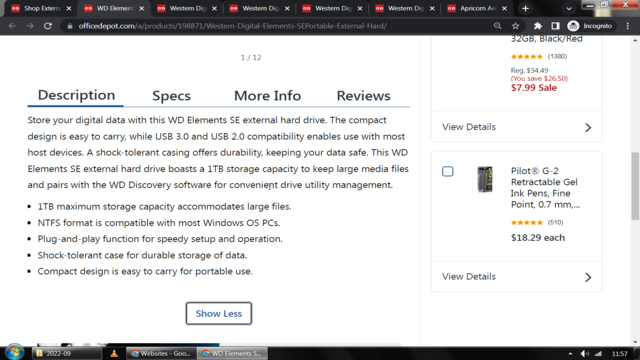 Shop Extern
WD Elemen
Western Dig
Western Dig
Western Dig
Western Dig
Apricorn Ae
officedepot.com/a/products/198871/Western-Digital-Elements-SEPortable-External-Hard/
Incognito
1 / 12
Description
Specs
More Info
Reviews
Store your digital data with this WD Elements SE external hard drive. The compact
design is easy to carry, while USB 3.0 and USB 2.0 compatibility enables use with most
host devices. A shock-tolerant casing offers durability, keeping your data safe. This WD
Elements SE external hard drive boasts a 1TB storage capacity to keep large media files
and pairs with the WD Discovery software for convenient drive utility management.
• 1TB maximum storage capacity accommodates large files.
• NTFS format is compatible with most Windows OS PCs.
• Plug-and-play function for speedy setup and operation.
• Shock-tolerant case for durable storage of data.
• Compact design is easy to carry for portable use.
Show Less
32GB, Black/Red
(1380)
Reg. $34.49
(You save $26.50)
$7.99 Sale
View Details
Pilot® G-2
Retractable Gel
Ink Pens, Fine
Point, 0.7 mm,...
(510)
$18.29 each
View Details
2022-09
Websites - Goo...
WD Elements S...
11:57